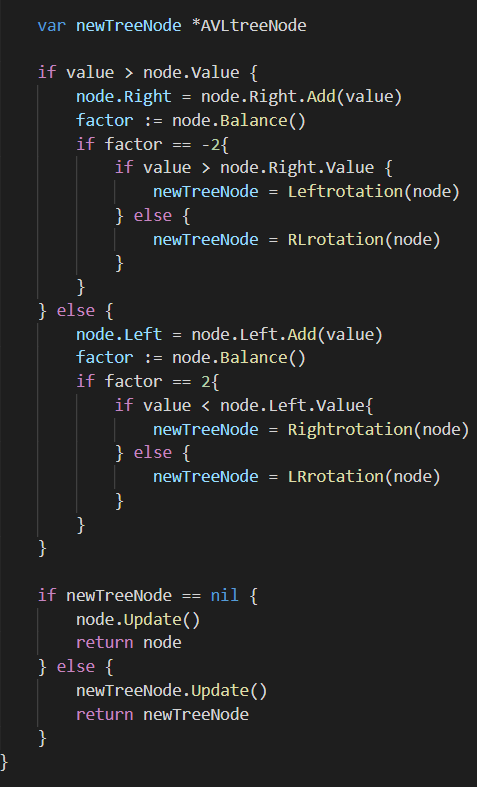 var newTreeNode *AVLtreeNode
if value > node.Value {
node.Right = node.Right.Add(value)
factor := node.Balance()
if factor == -2{
if value > node.Right.Value {
newTreeNode = Leftrotation(node)
} else {
newTreeNode = RLrotation(node)
}
}
} else {
node.Left = node.Left.Add(value)
factor := node.Balance()
if factor == 2{
if value < node.Left.Value{
newTreeNode = Rightrotation(node)
} else {
newTreeNode = LRrotation(node)
}
}
}
if newTreeNode == nil {
node.Update()
return node
} else {
newTreeNode.Update()
return newTreeNode
}
}